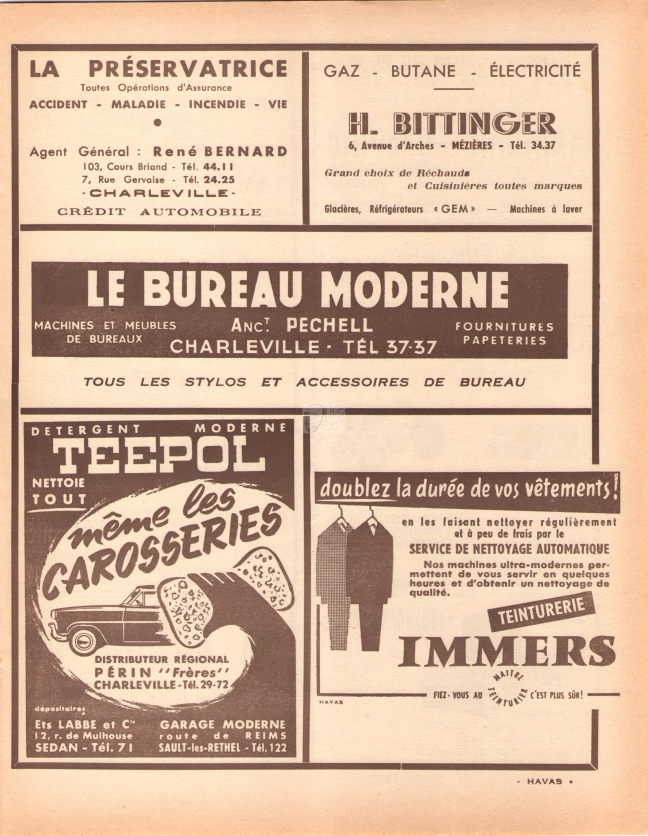 LA PRÉSERVATRICE
Toutes Opérations d'Assurance
ACCIDENT - MALADIE - INCENDIE - VIE
Agent Général : René BERNARD
103, Cours Briand - Tél. 44.11
7, Rue Gervaise - Tél. 24.25
- CHARLEVILLE -
CRÉDIT AUTOMOBILE
GAZ - BUTANE - ÉLECTRICITÉ
H. BITTINGER
6, Avenue d'Arches - MÉZIÈRES - Tél. 34.37
Grand choix de Réchauds
et Cuisinières toutes marques
Glacières, Réfrigérateurs « GEM » — Machines à laver
LE BUREAU MODERNE
MACHINES ET MEUBLES
DE BUREAUX
ANCT PECHELL
CHARLEVILLE - TÉL 37-37
FOURNITURES
PAPETERIES
TOUS LES STYLOS ET ACCESSOIRES DE BUREAU
DETERGENT MODERNE
TEEPOL
NETTOIE
TOUT
même les
CAROSSERIES
DISTRIBUTEUR RÉGIONAL
PÉRIN "Frères"
CHARLEVILLE - Tél. 29-72
dépositaires
Ets LABBE et Cie
12, r. de Mulhouse
SEDAN - Tél. 71
GARAGE MODERNE
route de REIMS
SAULT-les-RETHEL - Tél. 122
doublez la durée de vos vêtements!
en les faisant nettoyer régulièrement
et à peu de frais par le
SERVICE DE NETTOYAGE AUTOMATIQUE
Nos machines ultra-modernes per-
mettent de vous servir en quelques
heures et d'obtenir un nettoyage de
qualité.
TEINTURERIE
IMMERS
FIEZ-VOUS AU MAITRE TEINTURIER C'EST PLUS SÛR!
HAVAS
- HAVAS •